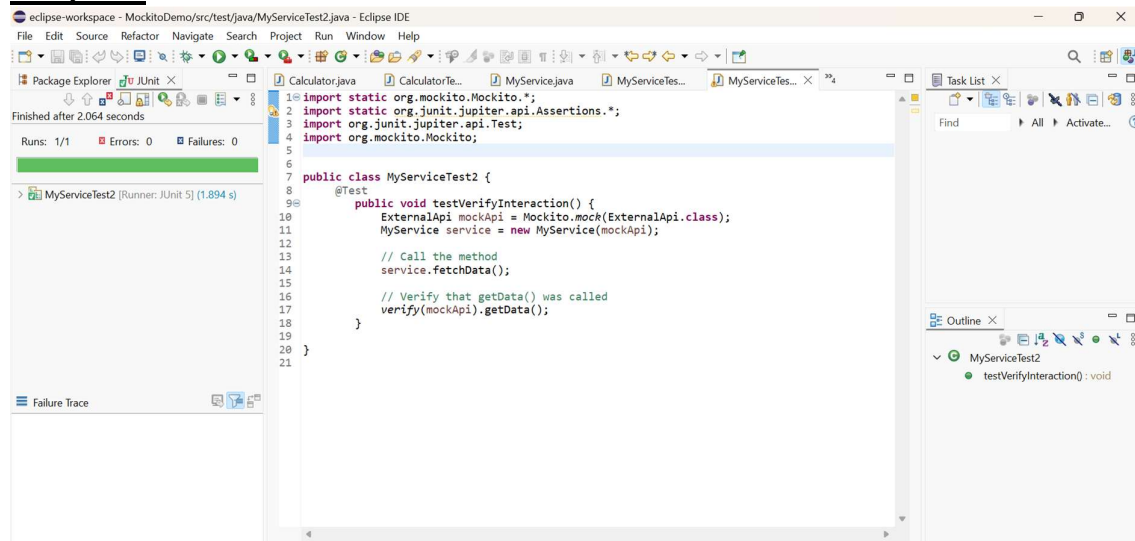 eclipse-workspace - MockitoDemo/src/test/java/MyServiceTest2.java - Eclipse IDE
File Edit Source Refactor Navigate Search Project Run Window Help
Package Explorer JUnit
Finished after 2.064 seconds
Runs: 1/1 Errors: 0 Failures: 0
MyServiceTest2 [Runner: JUnit 5] (1.894 s)
Failure Trace
Calculator.java CalculatorTe... MyService.java MyServiceTes... MyServiceTes... 4
1 import static org.mockito.Mockito.*;
2 import static org.junit.jupiter.api.Assertions.*;
3 import org.junit.jupiter.api.Test;
4 import org.mockito.Mockito;
5
6
7 public class MyServiceTest2 {
8 @Test
9 public void testVerifyInteraction() {
10 ExternalApi mockApi = Mockito.mock(ExternalApi.class);
11 MyService service = new MyService(mockApi);
12
13 // Call the method
14 service.fetchData();
15
16 // Verify that getData() was called
17 verify(mockApi).getData();
18 }
19
20 }
21
Task List
Find All Activate...
Outline
MyServiceTest2
testVerifyInteraction() : void